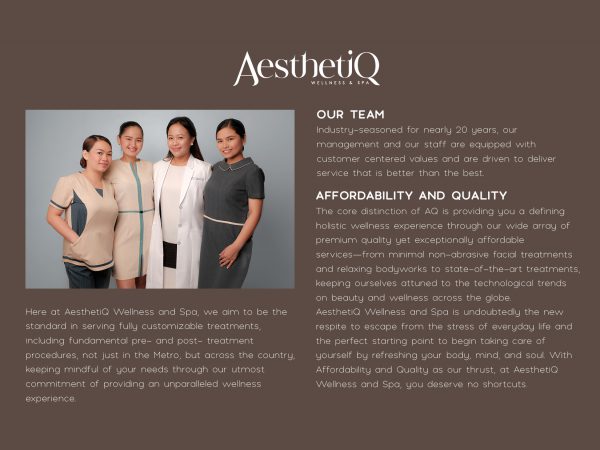 AesthetiQ
WELLNESS & SPA
OUR TEAM
Industry-seasoned for nearly 20 years, our
management and our staff are equipped with
customer centered values and are driven to deliver
service that is better than the best.
AFFORDABILITY AND QUALITY
The core distinction of AQ is providing you a defining
holistic wellness experience through our wide array of
premium quality yet exceptionally affordable
services—from minimal non-abrasive facial treatments
and relaxing bodyworks to state-of-the-art treatments,
keeping ourselves attuned to the technological trends
on beauty and wellness across the globe.
AesthetiQ Wellness and Spa is undoubtedly the new
respite to escape from the stress of everyday life and
the perfect starting point to begin taking care of
yourself by refreshing your body, mind, and soul. With
Affordability and Quality as our thrust, at AesthetiQ
Wellness and Spa, you deserve no shortcuts.
Here at AesthetiQ Wellness and Spa, we aim to be the
standard in serving fully customizable treatments,
including fundamental pre- and post- treatment
procedures, not just in the Metro, but across the country,
keeping mindful of your needs through our utmost
commitment of providing an unparalleled wellness
experience.